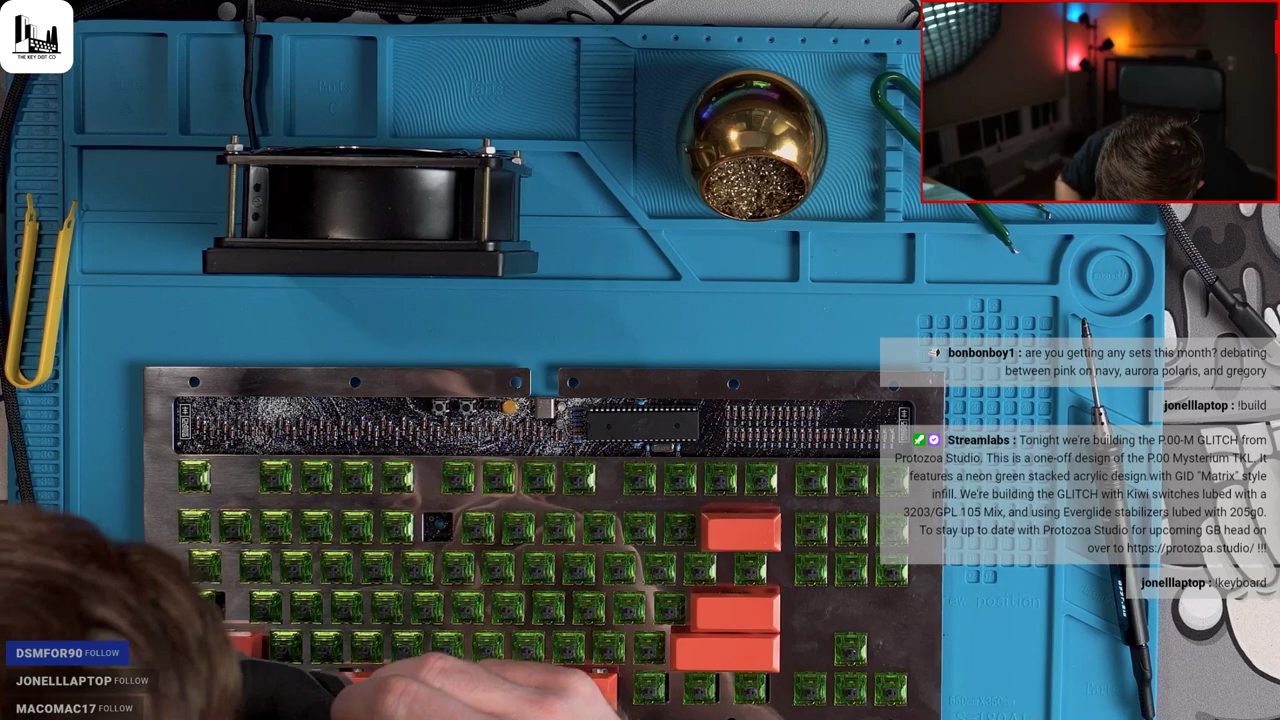 THE KEY DOT CO
magnetic
bonbonboy1 : are you getting any sets this month? debating
between pink on navy, aurora polaris, and gregory
jonelllaptop : !build
Streamlabs : Tonight we're building the P.00-M GLITCH from
Protozoa Studio. This is a one-off design of the P.00 Mysterium TKL. It
features a neon green stacked acrylic design with GID "Matrix" style
infill. We're building the GLITCH with Kiwi switches lubed with a
3203/GPL 105 Mix, and using Everglide stabilizers lubed with 205g0.
To stay up to date with Protozoa Studio for upcoming GB head on
over to https://protozoa.studio/ !!!
jonelllaptop : !keyboard
DSMFOR90 FOLLOW
JONELLLAPTOP FOLLOW
MACOMAC17 FOLLOW